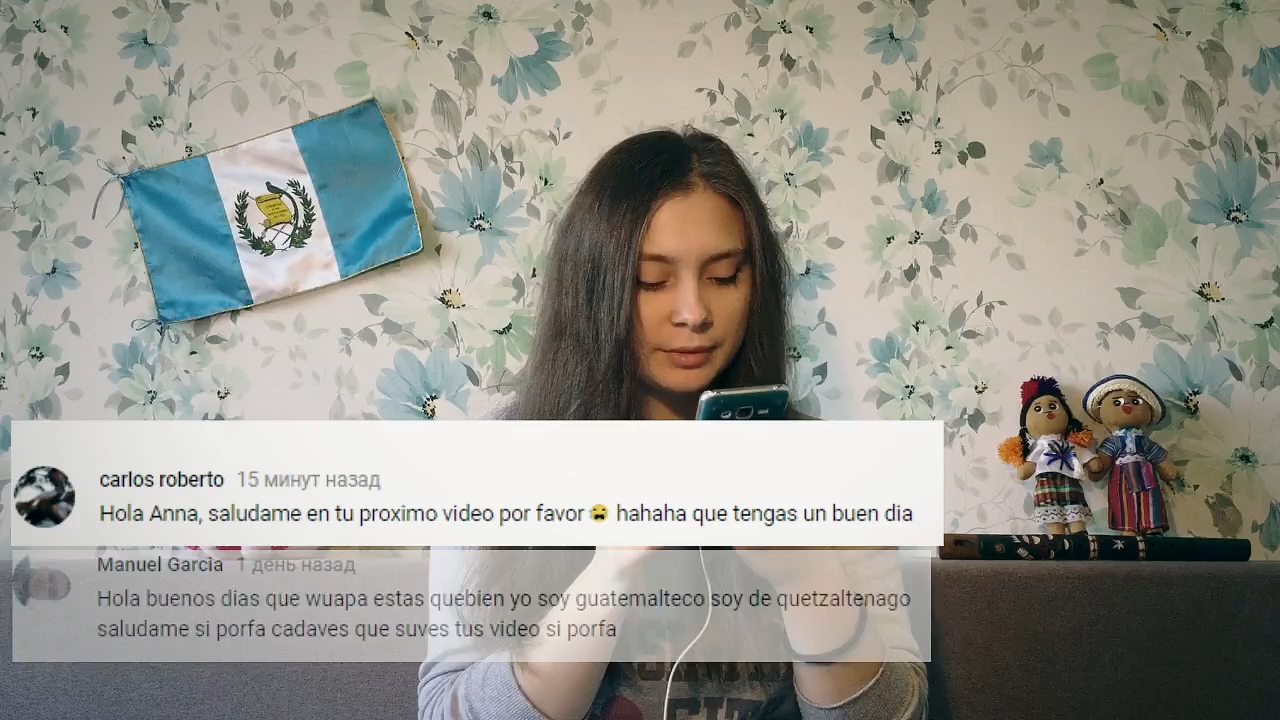 carlos roberto 15 минут назад
Hola Anna, saludame en tu proximo video por favor 😫 hahaha que tengas un buen dia
Manuel Garcia 1 день назад
Hola buenos dias que wuapa estas quebien yo soy guatemalteco soy de quetzaltenago
saludame si porfa cadaves que suves tus video si porfa